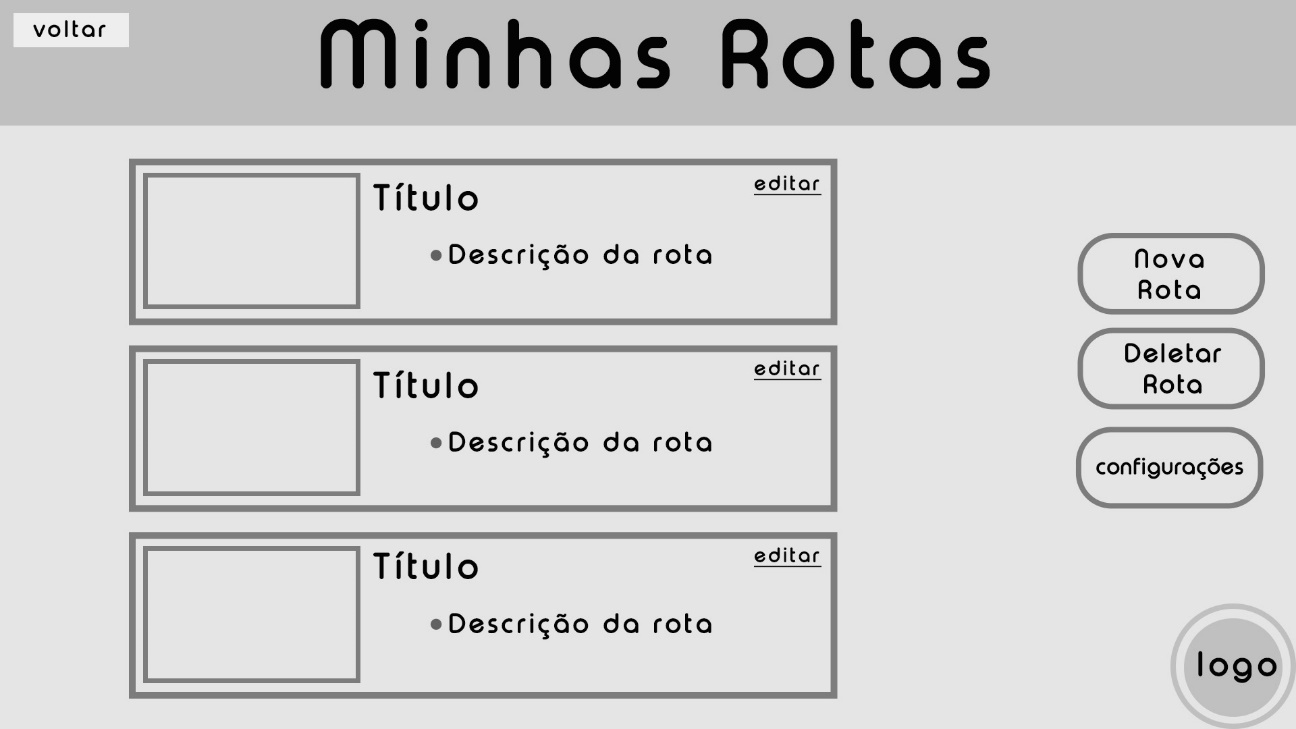 voltar
Minhas Rotas
Título
editar
Descrição da rota
Título
editar
Descrição da rota
Título
editar
Descrição da rota
Nova
Rota
Deletar
Rota
configurações
logo